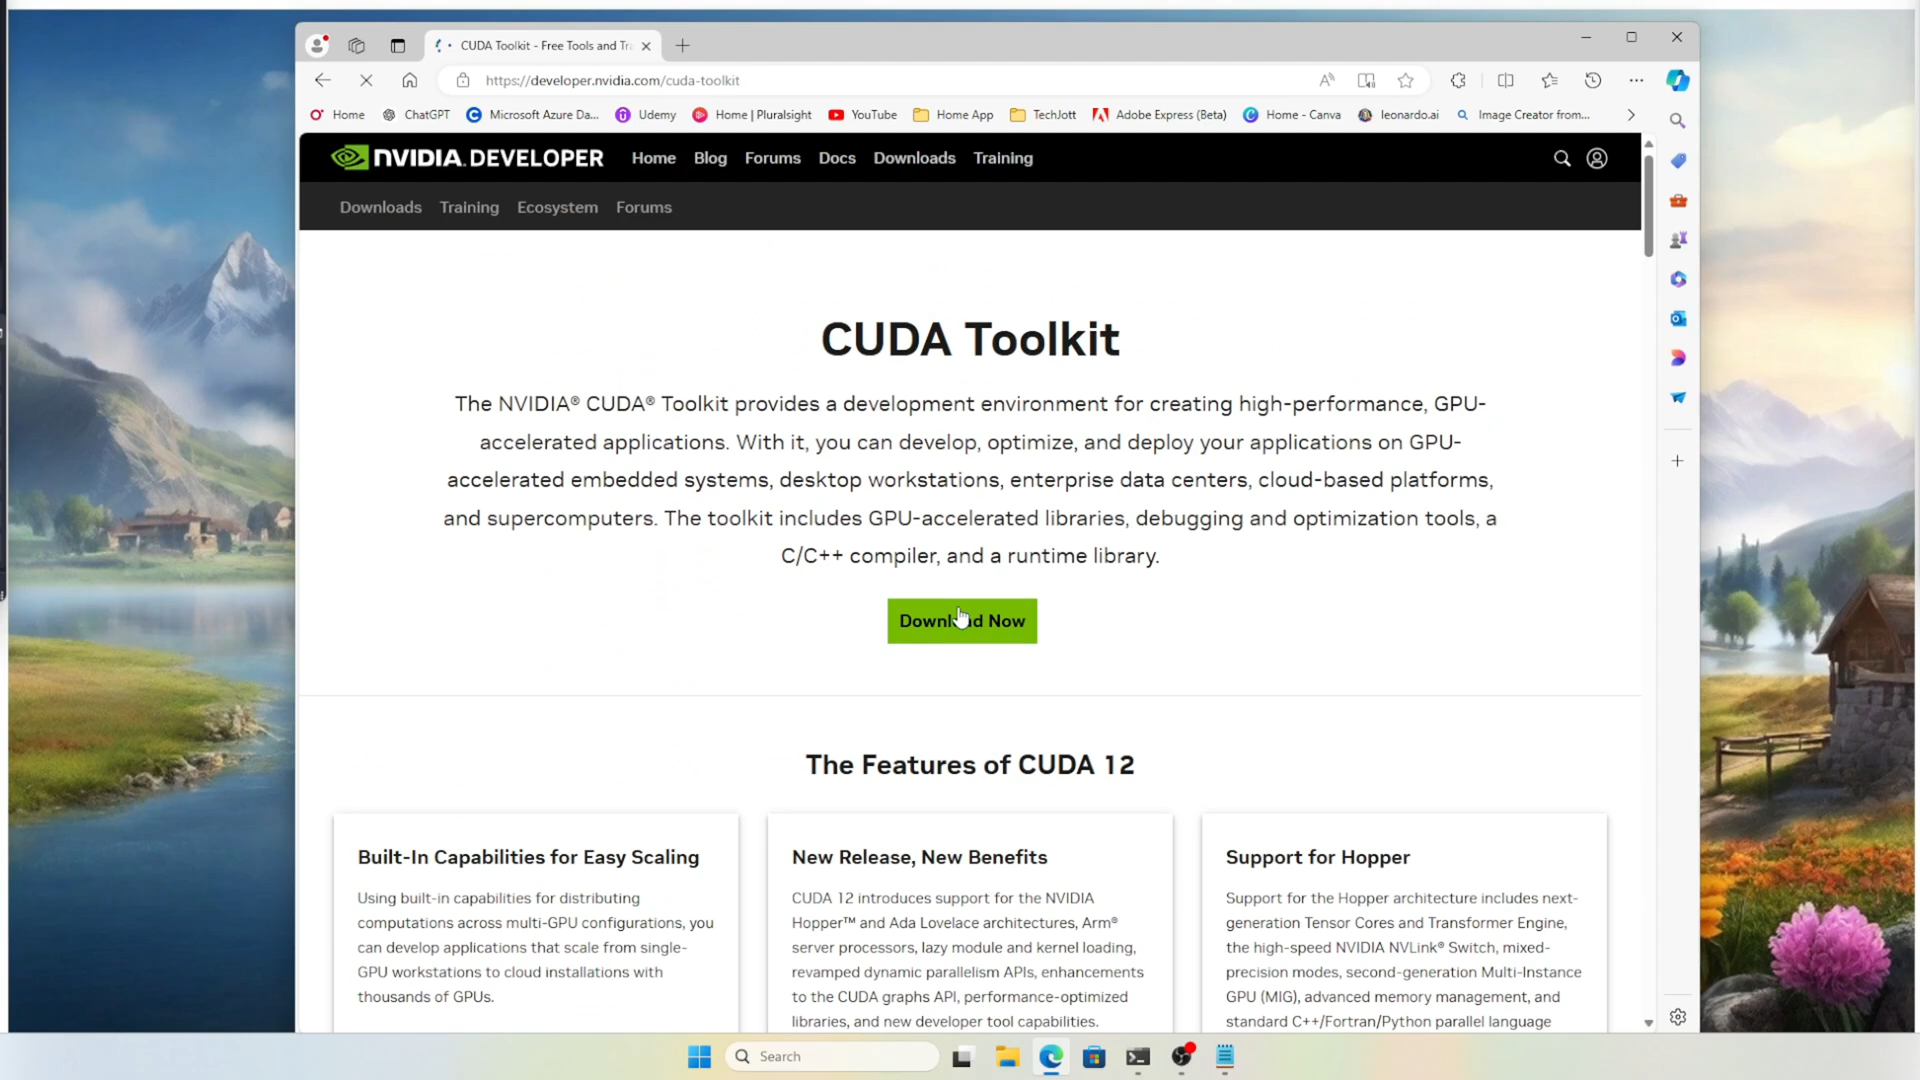 CUDA Toolkit - Free Tools and Tra
https://developer.nvidia.com/cuda-toolkit
Home ChatGPT Microsoft Azure Da... Udemy Home | Pluralsight YouTube Home App TechJott Adobe Express (Beta) Home - Canva leonardo.ai Image Creator from...
NVIDIA DEVELOPER Home Blog Forums Docs Downloads Training
Downloads Training Ecosystem Forums
CUDA Toolkit
The NVIDIA® CUDA® Toolkit provides a development environment for creating high-performance, GPU-
accelerated applications. With it, you can develop, optimize, and deploy your applications on GPU-
accelerated embedded systems, desktop workstations, enterprise data centers, cloud-based platforms,
and supercomputers. The toolkit includes GPU-accelerated libraries, debugging and optimization tools, a
C/C++ compiler, and a runtime library.
Download Now
The Features of CUDA 12
Built-In Capabilities for Easy Scaling
Using built-in capabilities for distributing
computations across multi-GPU configurations, you
can develop applications that scale from single-
GPU workstations to cloud installations with
thousands of GPUs.
New Release, New Benefits
CUDA 12 introduces support for the NVIDIA
Hopper™ and Ada Lovelace architectures, Arm®
server processors, lazy module and kernel loading,
revamped dynamic parallelism APIs, enhancements
to the CUDA graphs API, performance-optimized
libraries, and new developer tool capabilities.
Support for Hopper
Support for the Hopper architecture includes next-
generation Tensor Cores and Transformer Engine,
the high-speed NVIDIA NVLink® Switch, mixed-
precision modes, second-generation Multi-Instance
GPU (MIG), advanced memory management, and
standard C++/Fortran/Python parallel language
Search